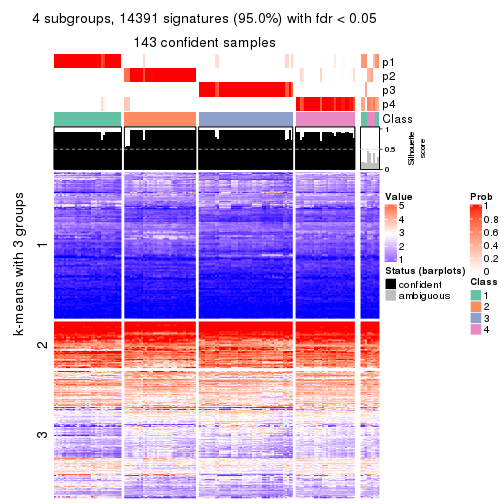 4 subgroups, 14391 signatures (95.0%) with fdr < 0.05
143 confident samples
p1
p2
p3
p4
Class
1
0.5
0
Silhouette
score
k-means with 3 groups
1
2
3
Value
5
4
3
2
1
Status (barplots)
confident
ambiguous
Prob
1
0.8
0.6
0.4
0.2
0
Class
1
2
3
4